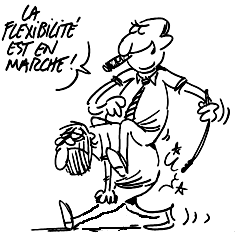 LA
FLEXIBILITÉ
EST EN
MARCHE !